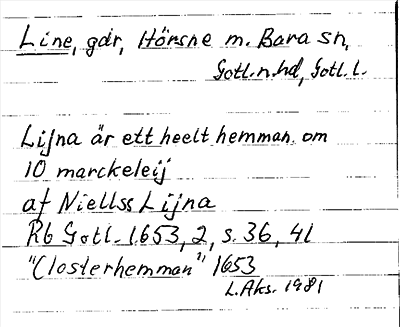 Line, gdr, Hörsne m. Bara sn,
Gotl. n. hd, Gotl. l.
Lijna är ett heelt hemman om
10 marckeleij
af Niellss Lijna
Rb Gotl. 1653, 2, s. 36, 41
"Closterhemman" 1653
L. Aks. 1981